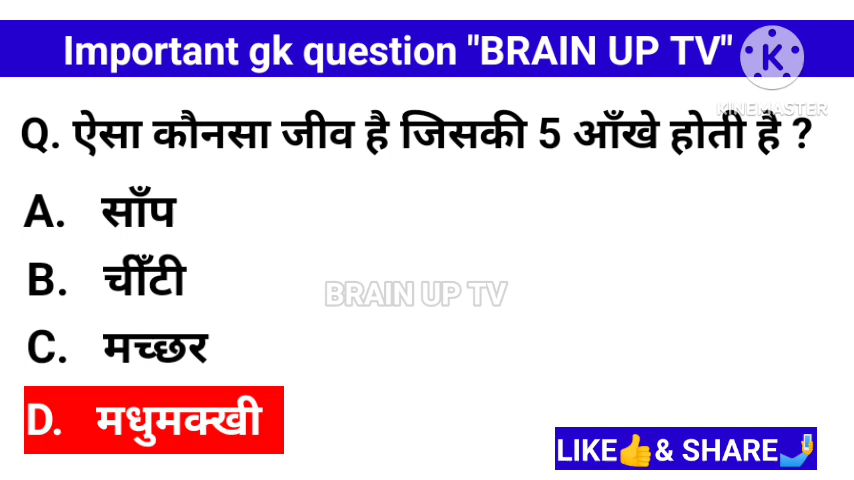 Important gk question "BRAIN UP TV"
KINEMASTER
Q. ऐसा कौनसा जीव है जिसकी 5 आँखे होती है ?
A. साँप
B. चीँटी
BRAIN UP TV
C. मच्छर
D. मधुमक्खी
LIKE👍& SHARE🤳